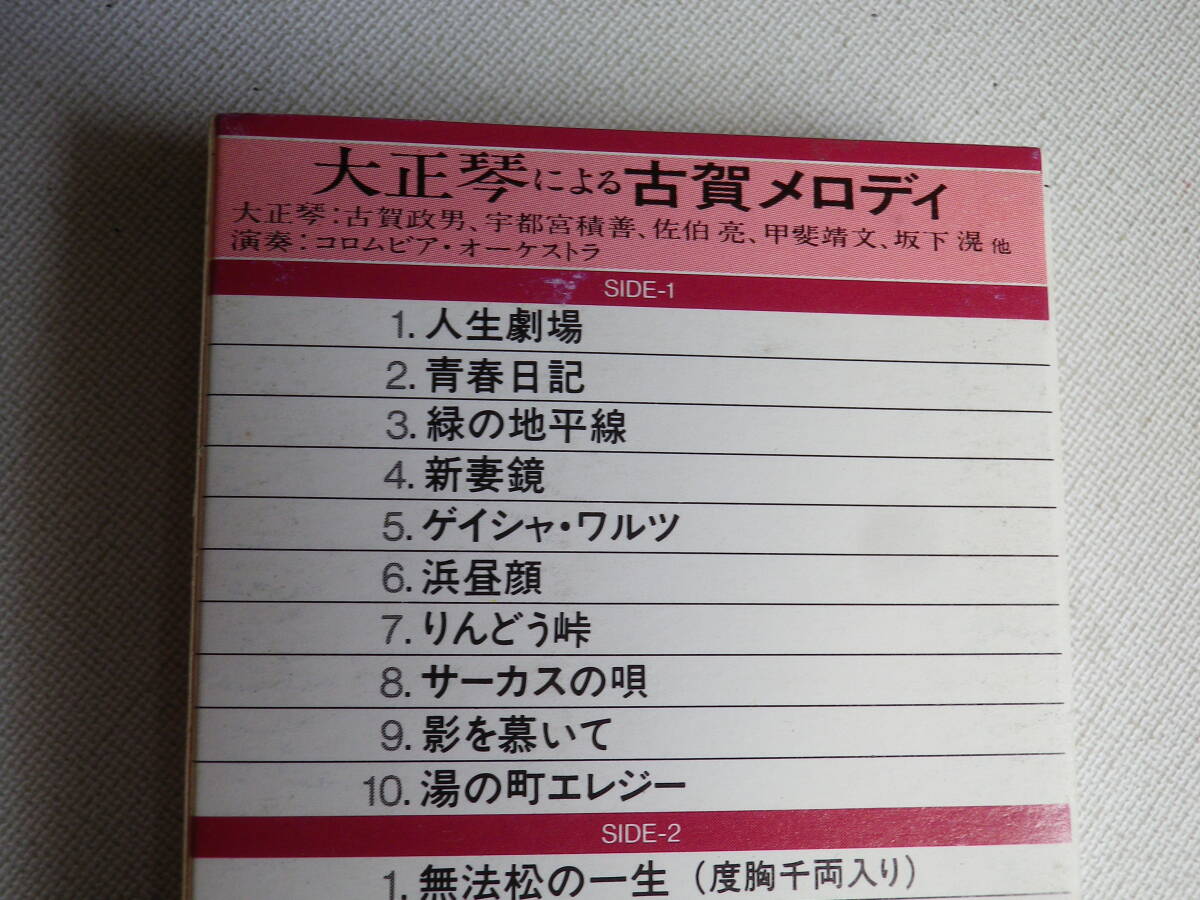 大正琴による古賀メロディ
大正琴：古賀政男、宇都宮積善、佐伯 亮、甲斐靖文、坂下 滉 他
演奏：コロムビア・オーケストラ
SIDE-1
1. 人生劇場
2. 青春日記
3. 緑の地平線
4. 新妻鏡
5. ゲイシャ・ワルツ
6. 浜昼顔
7. りんどう峠
8. サーカスの唄
9. 影を慕いて
10. 湯の町エレジー
SIDE-2
1. 無法松の一生（度胸千両入り）